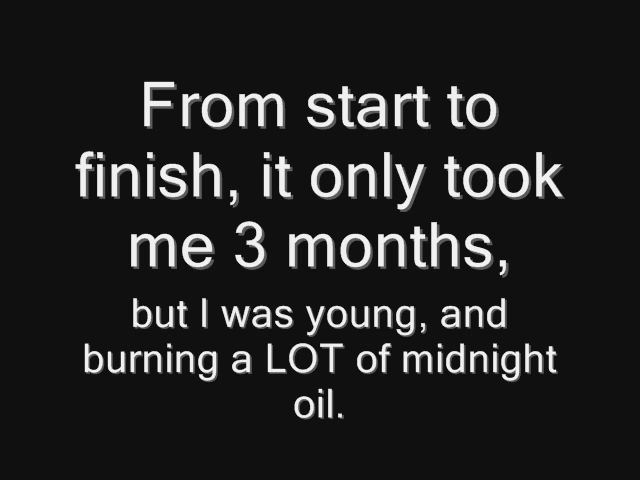 From start to
finish, it only took
me 3 months,
but I was young, and
burning a LOT of midnight
oil.